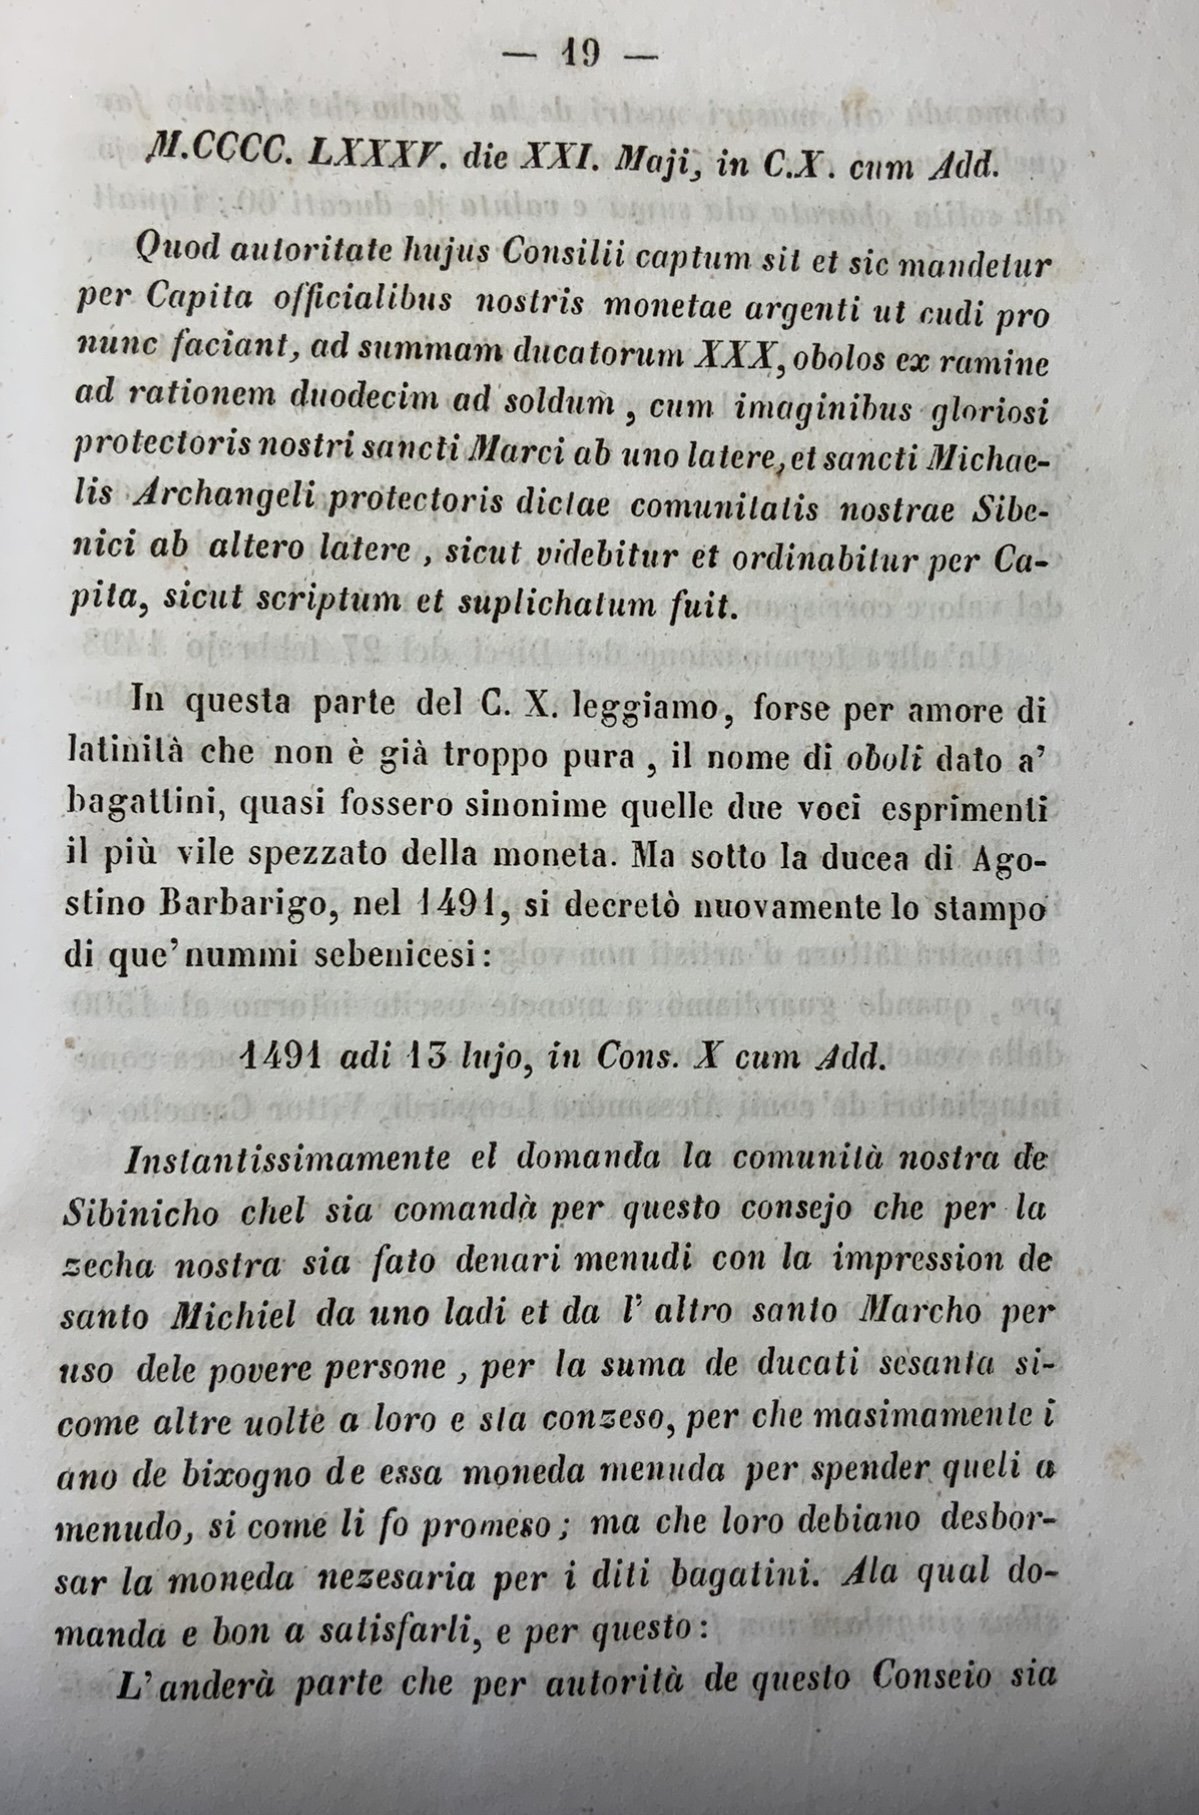 — 19 —
M.CCCC. LXXXV. die XXI. Maji, in C.X. cum Add.
Quod autoritate hujus Consilii captum sit et sic mandetur
per Capita officialibus nostris monetae argenti ut cudi pro
nunc faciant, ad summam ducatorum XXX, obolos ex ramine
ad rationem duodecim ad soldum, cum imaginibus gloriosi
protectoris nostri sancti Marci ab uno latere, et sancti Michae-
lis Archangeli protectoris dictae comunitatis nostrae Sibe-
nici ab altero latere, sicut videbitur et ordinabitur per Ca-
pita, sicut scriptum et suplichatum fuit.
In questa parte del C. X. leggiamo, forse per amore di
latinità che non è già troppo pura, il nome di oboli dato a'
bagattini, quasi fossero sinonime quelle due voci esprimenti
il più vile spezzato della moneta. Ma sotto la ducea di Ago-
stino Barbarigo, nel 1491, si decretò nuovamente lo stampo
di que' nummi sebenicesi:
1491 adi 13 lujo, in Cons. X cum Add.
Instantissimamente el domanda la comunità nostra de
Sibinicho chel sia comandà per questo consejo che per la
zecha nostra sia fato denari menudi con la impression de
santo Michiel da uno ladi et da l' altro santo Marcho per
uso dele povere persone, per la suma de ducati sesanta si-
come altre uolte a loro e sta conzeso, per che masimamente i
ano de bixogno de essa moneda menuda per spender queli a
menudo, si come li fo promeso; ma che loro debiano desbor-
sar la moneda nezesaria per i diti bagatini. Ala qual do-
manda e bon a satisfarli, e per questo:
L' anderà parte che per autorità de questo Conseio sia